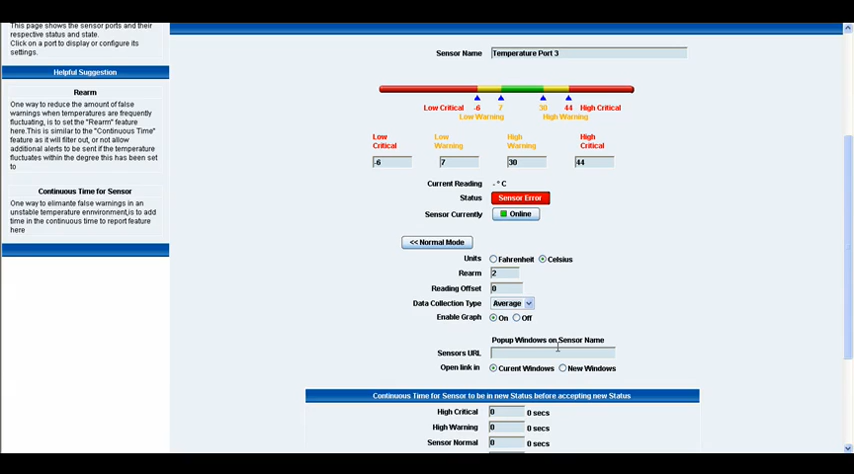 This page shows the sensor ports and their
respective status and state.
Click on a port to display or configure its
settings.
Helpful Suggestion
Rearm
One way to reduce the amount of false
warnings when temperatures are frequently
fluctuating, is to set the "Rearm" feature
here.This is similar to the "Continuous Time"
feature as it will filter out, or not allow
additional alerts to be sent if the temperature
fluctuates within the degree this has been set
to
Continuous Time for Sensor
One way to elimante false warnings in an
unstable temperature ennvironment,is to add
time in the continuous time to report feature
here
Sensor Name Temperature Port 3
Low Critical -6 7 30 44 High Critical
Low Warning High Warning
Low Critical
Low Warning
High Warning
High Critical
-6 7 30 44
Current Reading - ° C
Status Sensor Error
Sensor Currently Online
<< Normal Mode
Units Fahrenheit Celsius
Rearm 2
Reading Offset 0
Data Collection Type Average
Enable Graph On Off
Popup Windows on Sensor Name
Sensors URL
Open link in Curent Windows New Windows
Continuous Time for Sensor to be in new Status before accepting new Status
High Critical 0 0 secs
High Warning 0 0 secs
Sensor Normal 0 0 secs